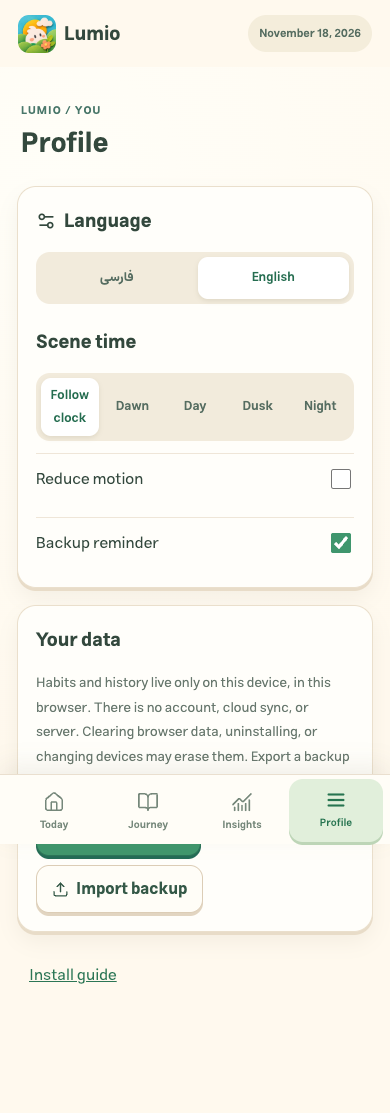 Lumio
November 18, 2026
LUMIO / YOU
Profile
Language
فارسی
English
Scene time
Follow clock
Dawn
Day
Dusk
Night
Reduce motion
Backup reminder
Your data
Habits and history live only on this device, in this
browser. There is no account, cloud sync, or
server. Clearing browser data, uninstalling, or
changing devices may erase them. Export a backup
Today
Journey
Insights
Profile
Import backup
Install guide